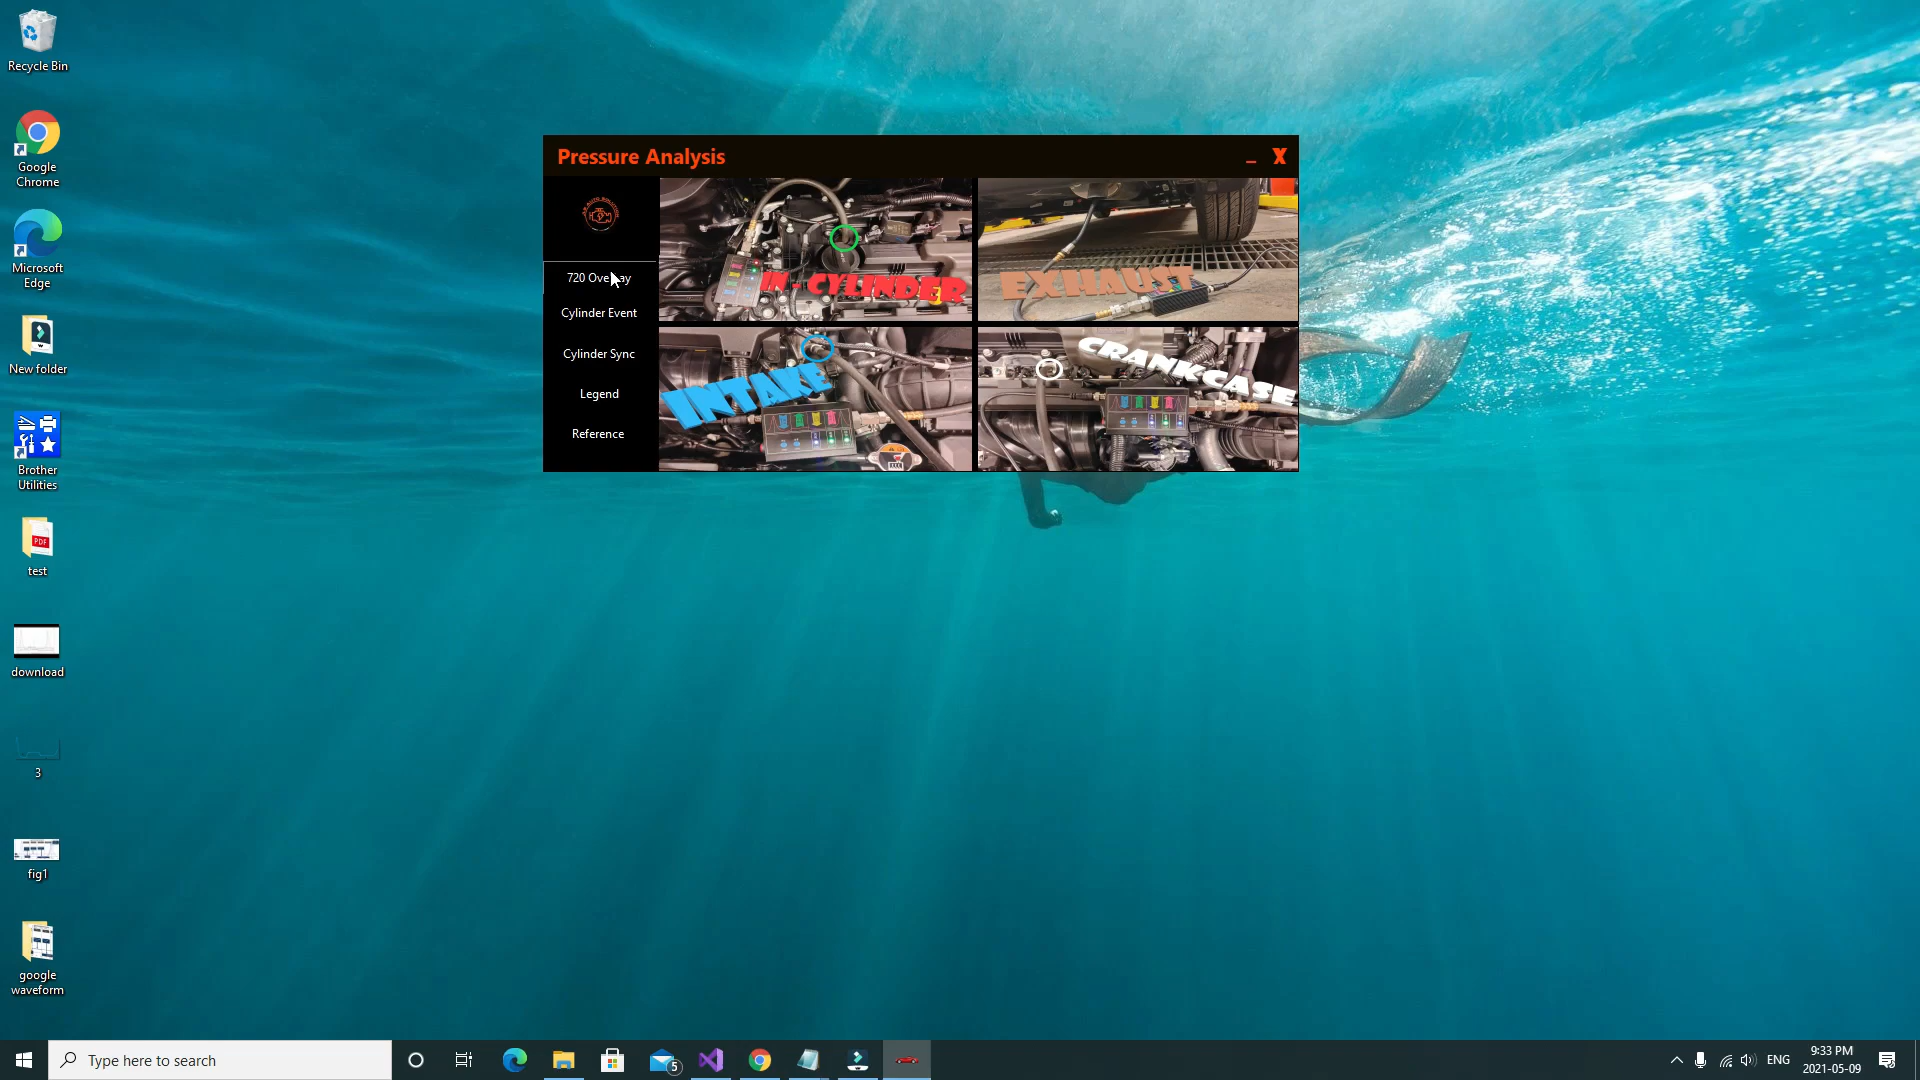 Recycle Bin
Google
Chrome
Microsoft
Edge
New folder
Brother
Utilities
PDF
test
download
3
fig1
google
waveform
Pressure Analysis
_ X
720 Overlay
Cylinder Event
Cylinder Sync
Legend
Reference
IN - CYLINDER
EXHAUST
INTAKE
CRANKCASE
Type here to search
5
ENG
9:33 PM
2021-05-09